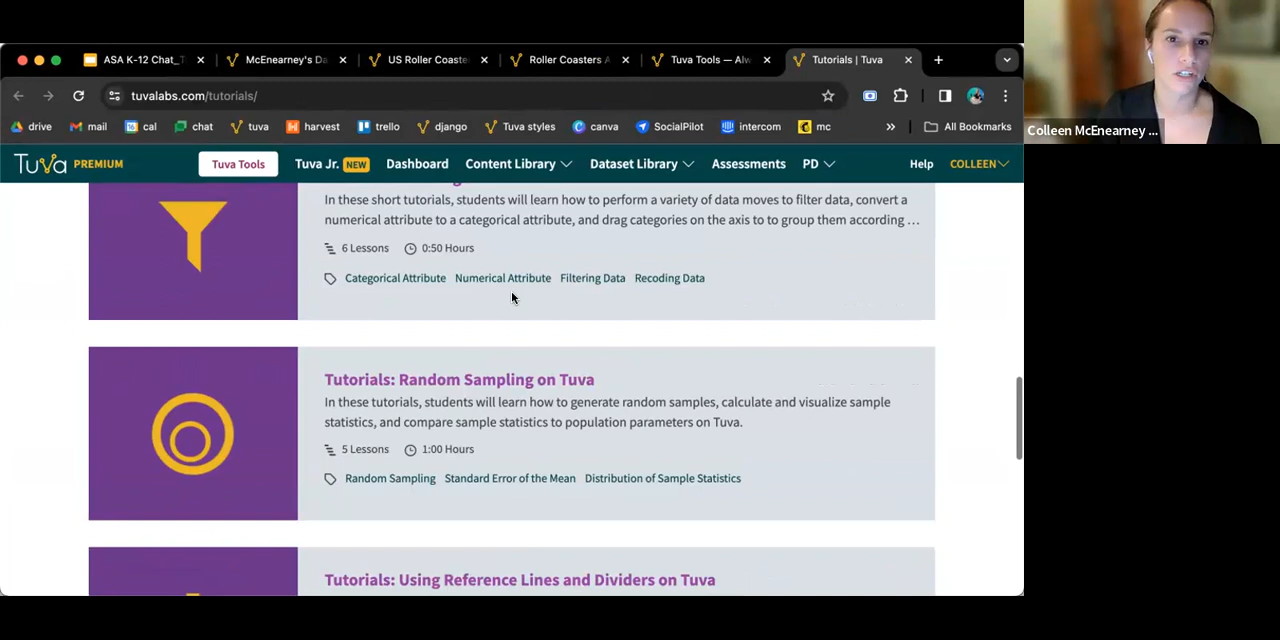 ASA K-12 Chat_T
McEnearney's Da
US Roller Coaste
Roller Coasters A
Tuva Tools — Alw
Tutorials | Tuva
tuvalabs.com/tutorials/
drive
mail
cal
chat
tuva
harvest
trello
django
Tuva styles
canva
SocialPilot
intercom
mc
All Bookmarks
Colleen McEnearney ...
Tuva PREMIUM
Tuva Tools
Tuva Jr. NEW
Dashboard
Content Library
Dataset Library
Assessments
PD
Help
COLLEEN
In these short tutorials, students will learn how to perform a variety of data moves to filter data, convert a
numerical attribute to a categorical attribute, and drag categories on the axis to to group them according ...
6 Lessons 0:50 Hours
Categorical Attribute Numerical Attribute Filtering Data Recoding Data
Tutorials: Random Sampling on Tuva
In these tutorials, students will learn how to generate random samples, calculate and visualize sample
statistics, and compare sample statistics to population parameters on Tuva.
5 Lessons 1:00 Hours
Random Sampling Standard Error of the Mean Distribution of Sample Statistics
Tutorials: Using Reference Lines and Dividers on Tuva